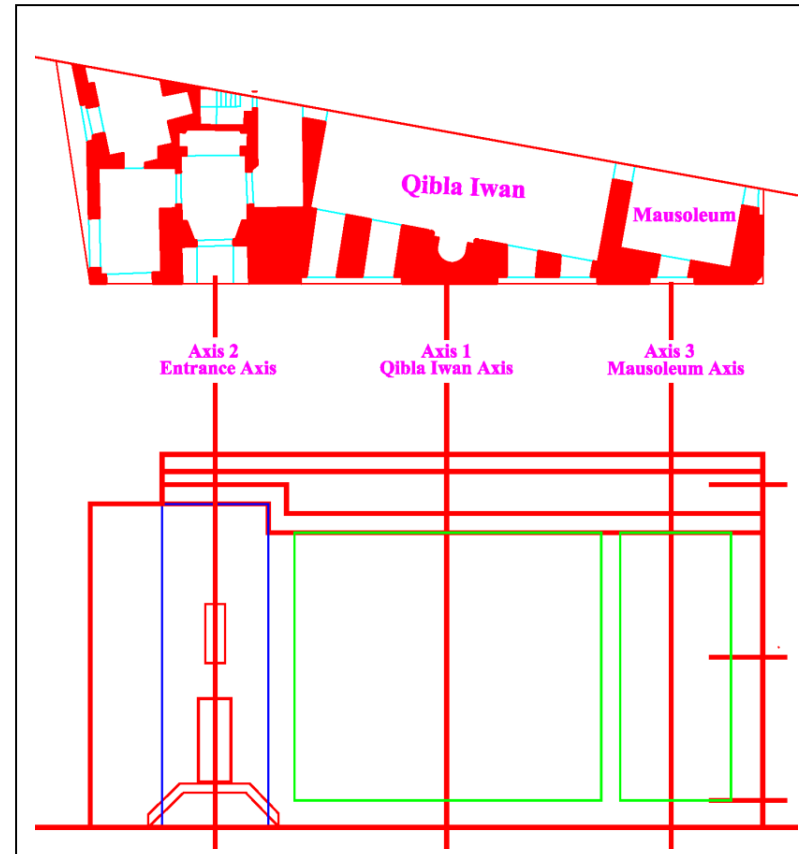 Qibla Iwan
Mausoleum
Axis 2
Entrance Axis
Axis 1
Qibla Iwan Axis
Axis 3
Mausoleum Axis